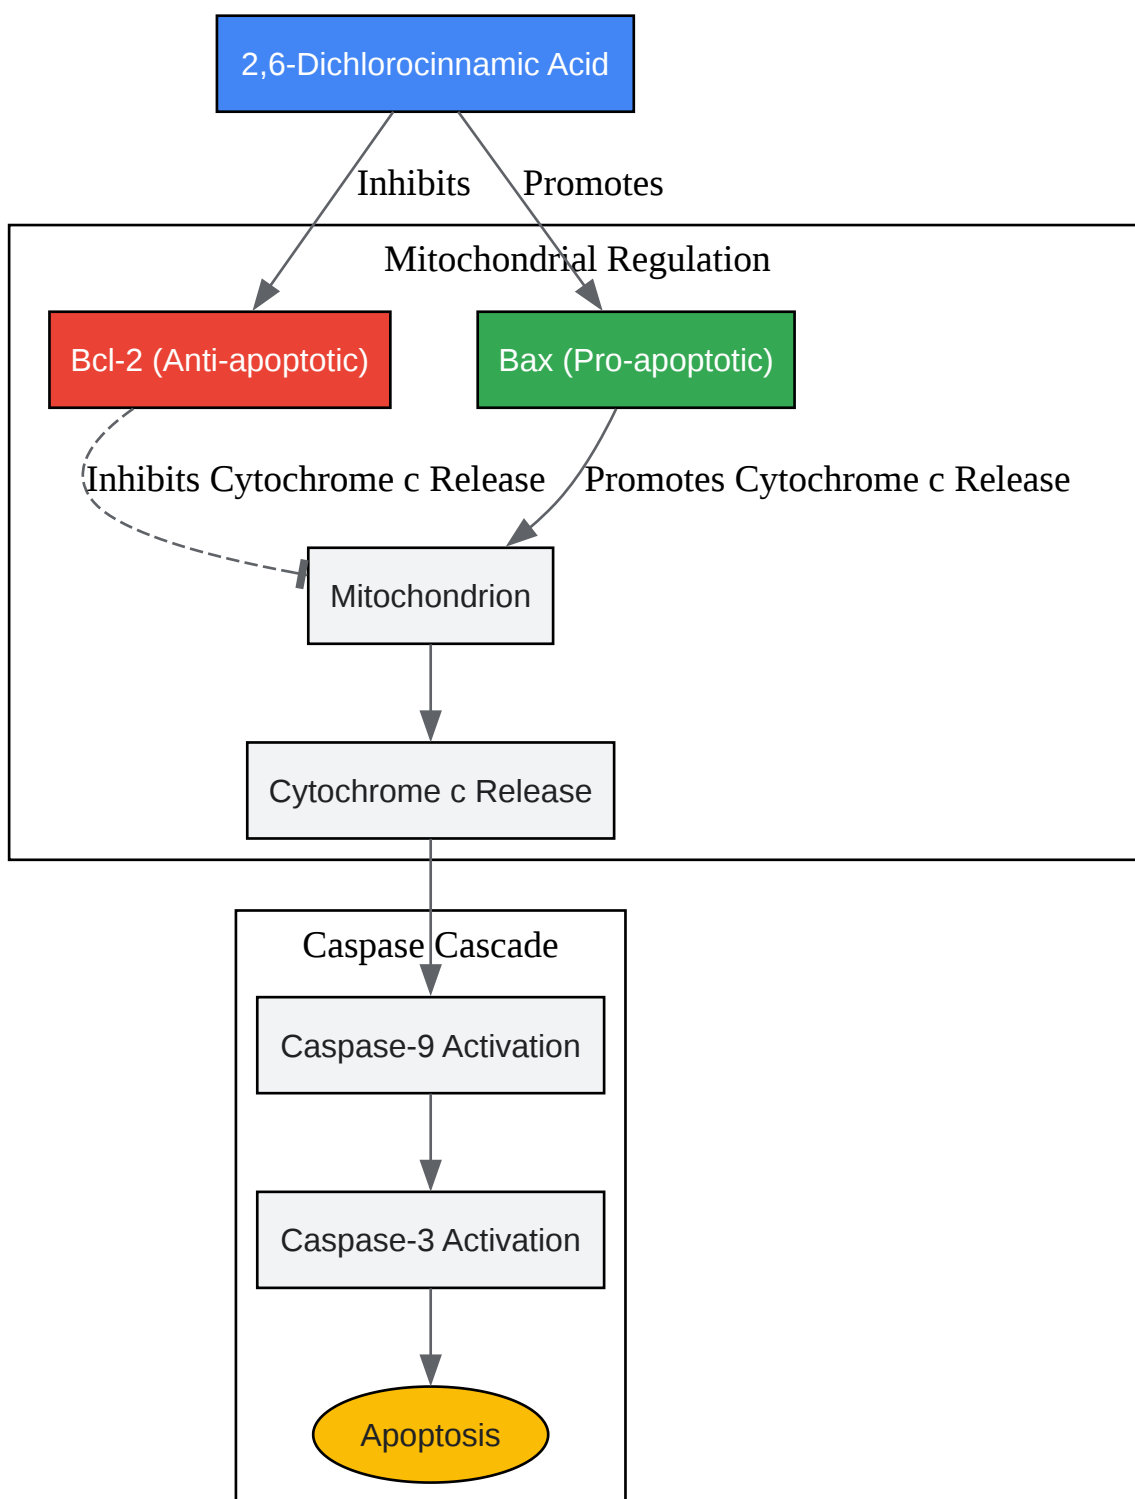 2,6-Dichlorocinnamic Acid
Inhibits
Promotes
Mitochondrial Regulation
Bcl-2 (Anti-apoptotic)
Bax (Pro-apoptotic)
Inhibits Cytochrome c Release
Promotes Cytochrome c Release
Mitochondrion
Cytochrome c Release
Caspase Cascade
Caspase-9 Activation
Caspase-3 Activation
Apoptosis